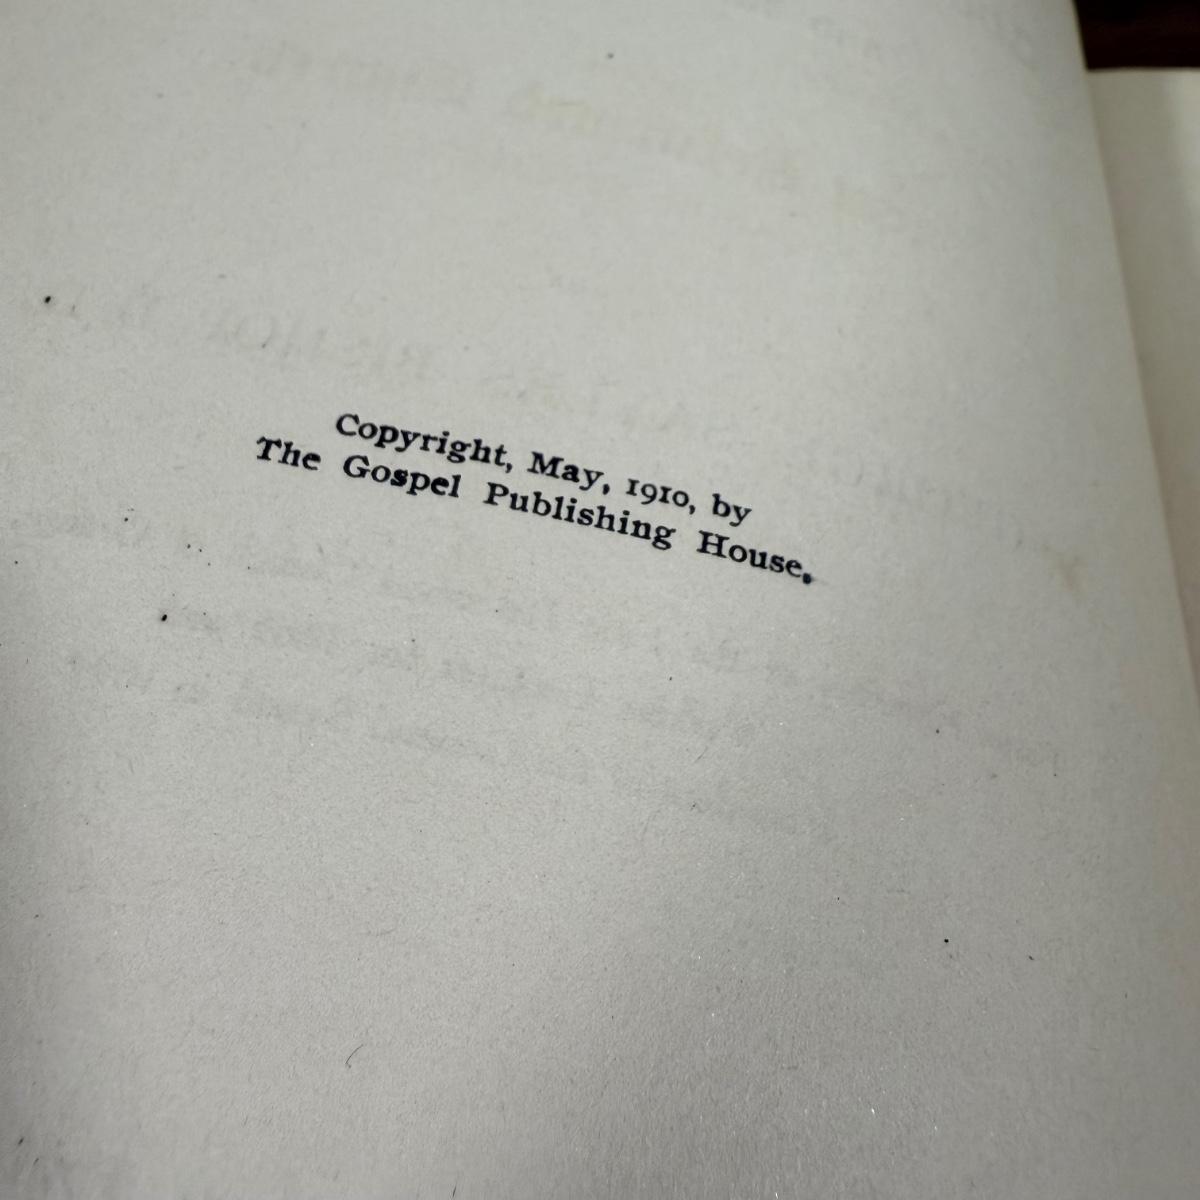 Copyright, May, 1910, by
The Gospel Publishing House.